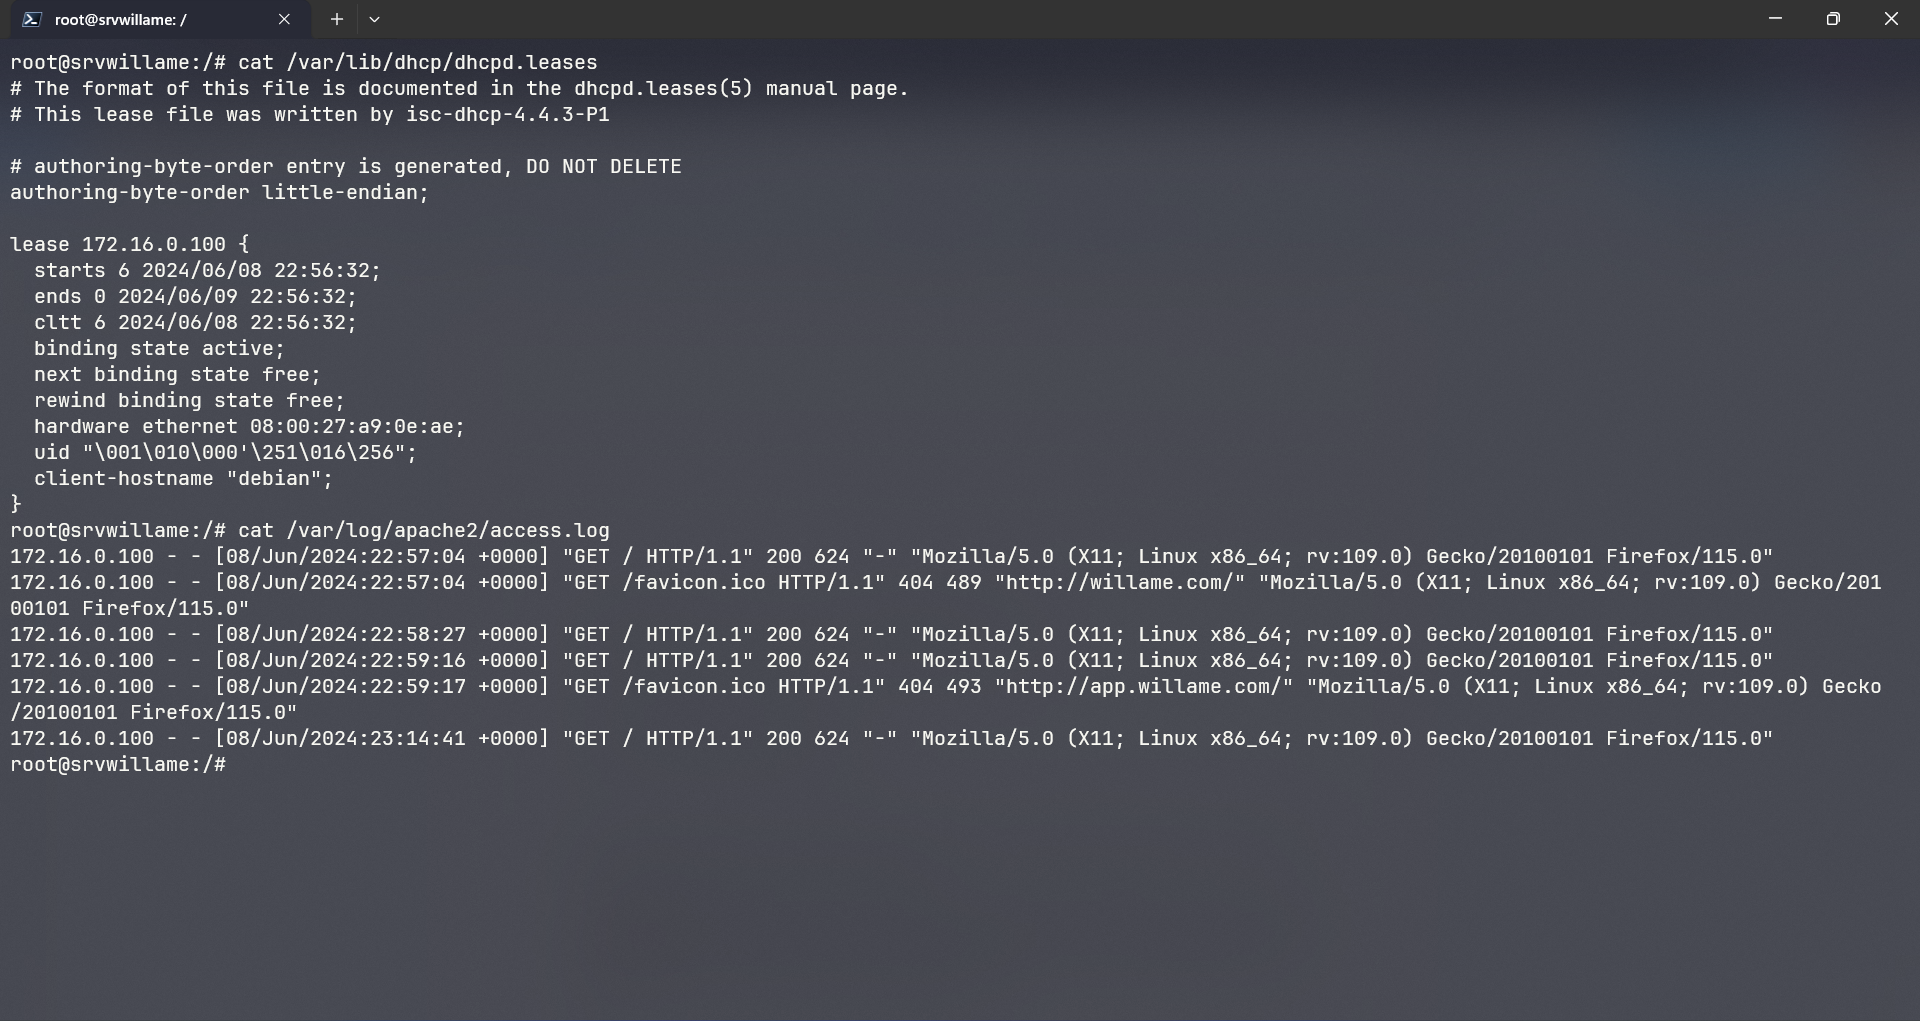 root@srvwillame: /
root@srvwillame:/# cat /var/lib/dhcp/dhcpd.leases
# The format of this file is documented in the dhcpd.leases(5) manual page.
# This lease file was written by isc-dhcp-4.4.3-P1

# authoring-byte-order entry is generated, DO NOT DELETE
authoring-byte-order little-endian;

lease 172.16.0.100 {
  starts 6 2024/06/08 22:56:32;
  ends 0 2024/06/09 22:56:32;
  cltt 6 2024/06/08 22:56:32;
  binding state active;
  next binding state free;
  rewind binding state free;
  hardware ethernet 08:00:27:a9:0e:ae;
  uid "\001\010\000'\251\016\256";
  client-hostname "debian";
}
root@srvwillame:/# cat /var/log/apache2/access.log
172.16.0.100 - - [08/Jun/2024:22:57:04 +0000] "GET / HTTP/1.1" 200 624 "-" "Mozilla/5.0 (X11; Linux x86_64; rv:109.0) Gecko/20100101 Firefox/115.0"
172.16.0.100 - - [08/Jun/2024:22:57:04 +0000] "GET /favicon.ico HTTP/1.1" 404 489 "http://willame.com/" "Mozilla/5.0 (X11; Linux x86_64; rv:109.0) Gecko/201
00101 Firefox/115.0"
172.16.0.100 - - [08/Jun/2024:22:58:27 +0000] "GET / HTTP/1.1" 200 624 "-" "Mozilla/5.0 (X11; Linux x86_64; rv:109.0) Gecko/20100101 Firefox/115.0"
172.16.0.100 - - [08/Jun/2024:22:59:16 +0000] "GET / HTTP/1.1" 200 624 "-" "Mozilla/5.0 (X11; Linux x86_64; rv:109.0) Gecko/20100101 Firefox/115.0"
172.16.0.100 - - [08/Jun/2024:22:59:17 +0000] "GET /favicon.ico HTTP/1.1" 404 493 "http://app.willame.com/" "Mozilla/5.0 (X11; Linux x86_64; rv:109.0) Gecko
/20100101 Firefox/115.0"
172.16.0.100 - - [08/Jun/2024:23:14:41 +0000] "GET / HTTP/1.1" 200 624 "-" "Mozilla/5.0 (X11; Linux x86_64; rv:109.0) Gecko/20100101 Firefox/115.0"
root@srvwillame:/#